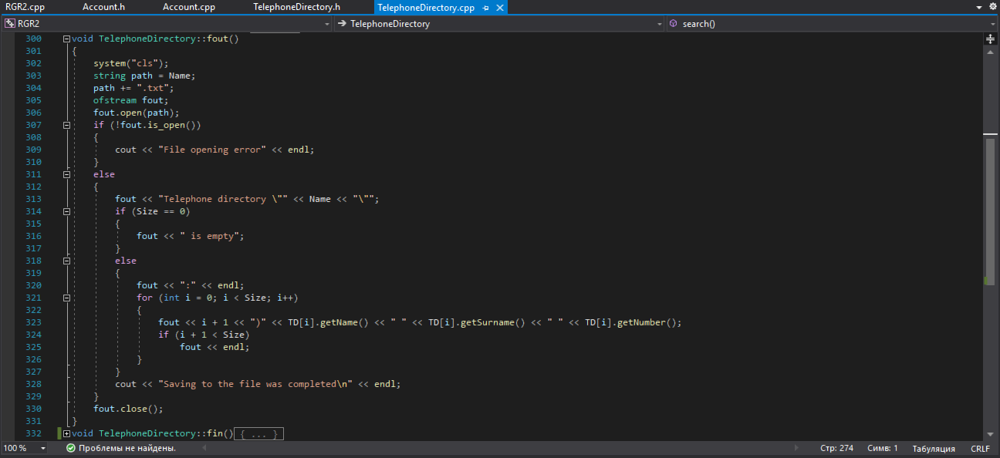 RGR2.cpp Account.h Account.cpp TelephoneDirectory.h TelephoneDirectory.cpp
RGR2 TelephoneDirectory search()
300 void TelephoneDirectory::fout()
301 {
302 system("cls");
303 string path = Name;
304 path += ".txt";
305 ofstream fout;
306 fout.open(path);
307 if (!fout.is_open())
308 {
309 cout << "File opening error" << endl;
310 }
311 else
312 {
313 fout << "Telephone directory \"" << Name << "\"";
314 if (Size == 0)
315 {
316 fout << " is empty";
317 }
318 else
319 {
320 fout << ":" << endl;
321 for (int i = 0; i < Size; i++)
322 {
323 fout << i + 1 << ")" << TD[i].getName() << " " << TD[i].getSurname() << " " << TD[i].getNumber();
324 if (i + 1 < Size)
325 fout << endl;
326 }
327 }
328 cout << "Saving to the file was completed\n" << endl;
329 }
330 fout.close();
331 }
332 void TelephoneDirectory::fin(){ ... }
100 % Проблемы не найдены. Стр: 274 Симв: 1 Табуляция CRLF